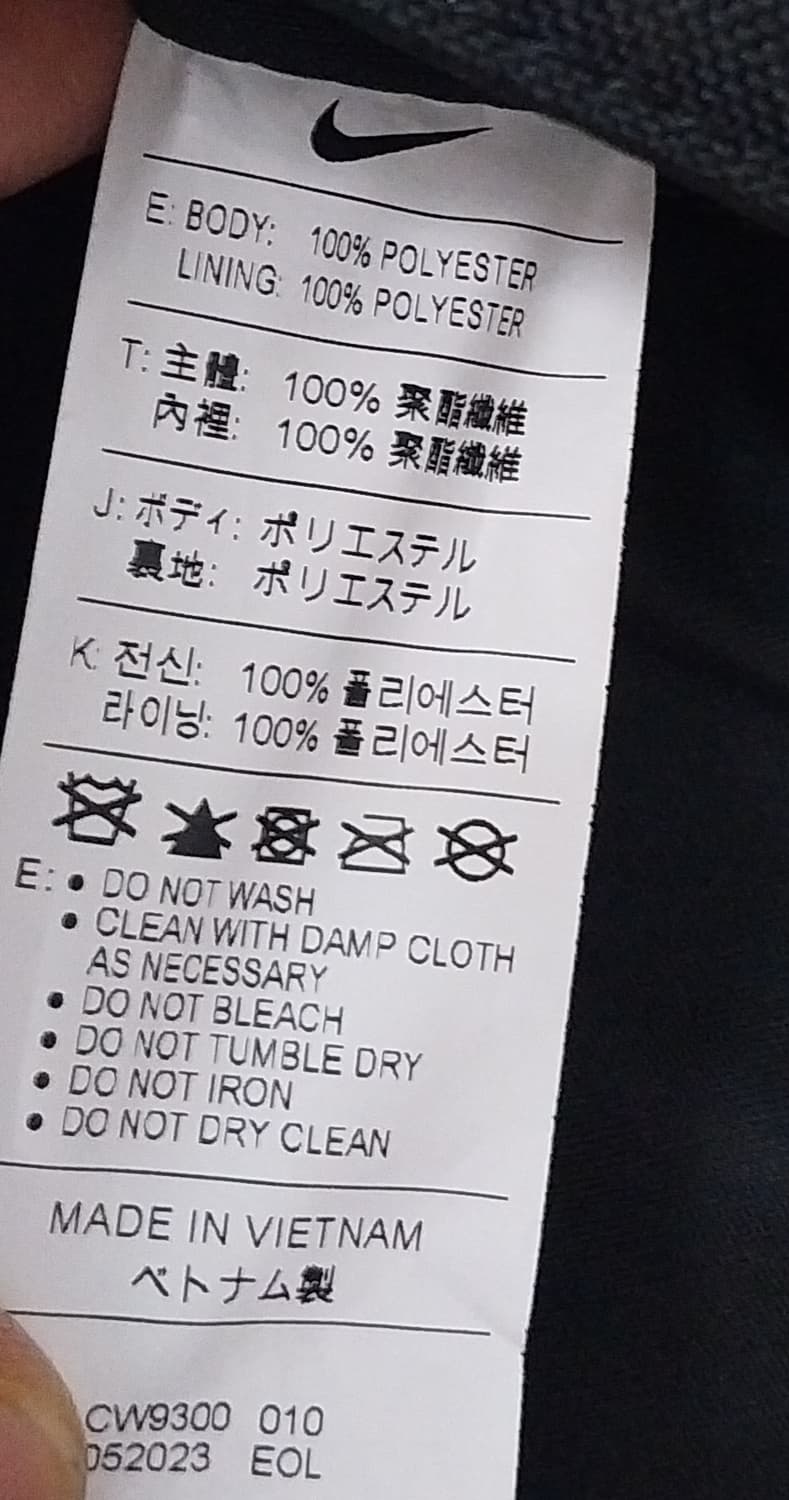 E: BODY: 100% POLYESTER
LINING: 100% POLYESTER
T: 主體: 100% 聚酯纖維
內裡: 100% 聚酯纖維
J: ボディ: ポリエステル
裏地: ポリエステル
K: 전신: 100% 폴리에스터
라이닝: 100% 폴리에스터
E: • DO NOT WASH
• CLEAN WITH DAMP CLOTH
AS NECESSARY
• DO NOT BLEACH
• DO NOT TUMBLE DRY
• DO NOT IRON
• DO NOT DRY CLEAN
MADE IN VIETNAM
ベトナム製
CW9300 010
052023 EOL